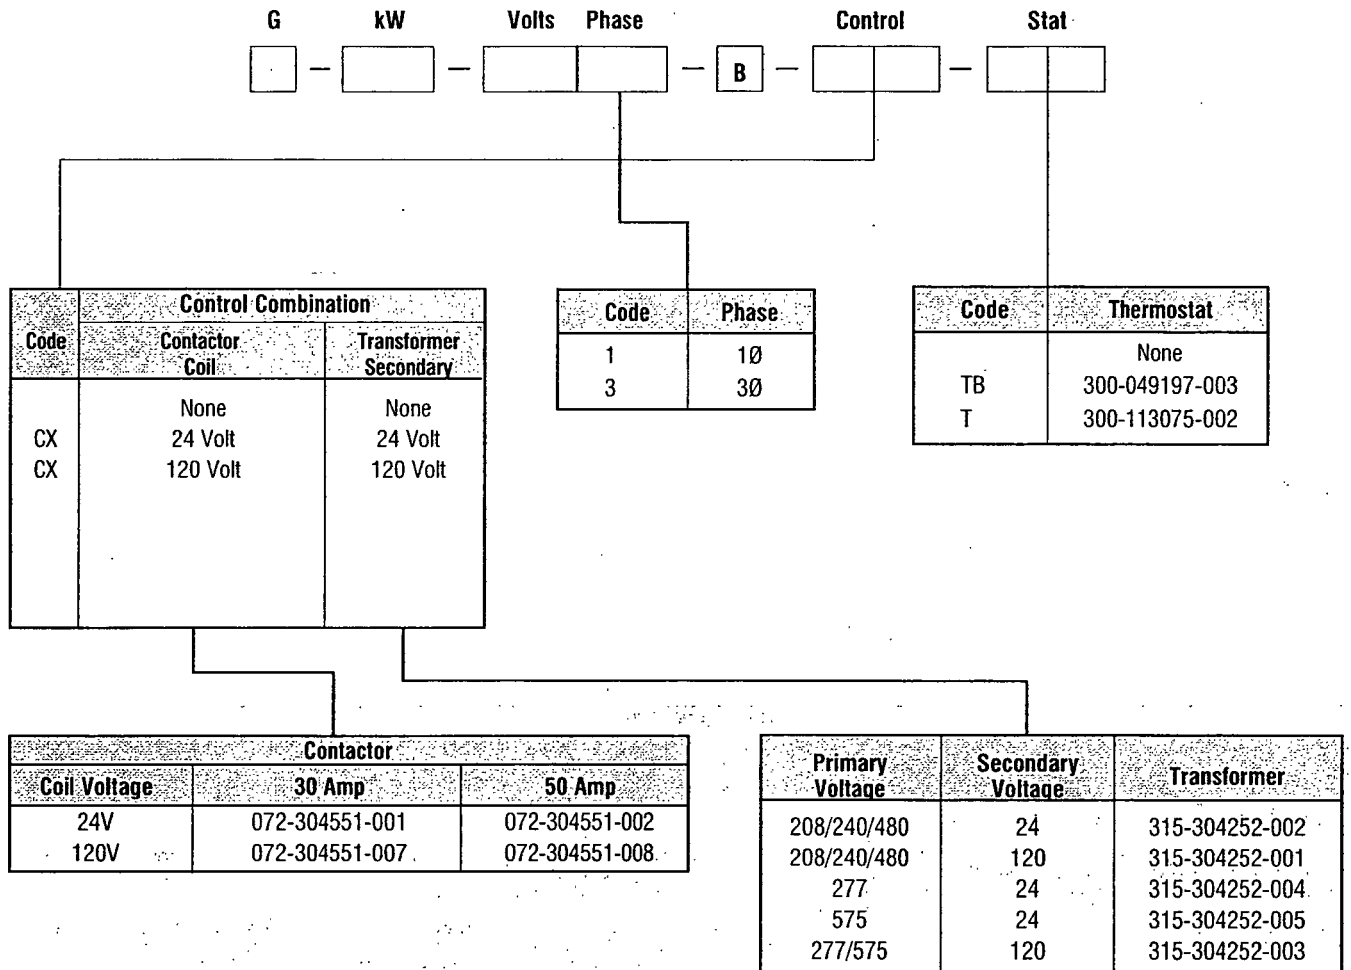 G kW Volts Phase Control Stat
— — — B — —
Control Combination
Code Contactor Coil Transformer Secondary
None None
CX 24 Volt 24 Volt
CX 120 Volt 120 Volt
Code Phase
1 1Ø
3 3Ø
Code Thermostat
None
TB 300-049197-003
T 300-113075-002
Contactor
Coil Voltage 30 Amp 50 Amp
24V 072-304551-001 072-304551-002
120V 072-304551-007 072-304551-008
Primary Voltage Secondary Voltage Transformer
208/240/480 24 315-304252-002
208/240/480 120 315-304252-001
277 24 315-304252-004
575 24 315-304252-005
277/575 120 315-304252-003